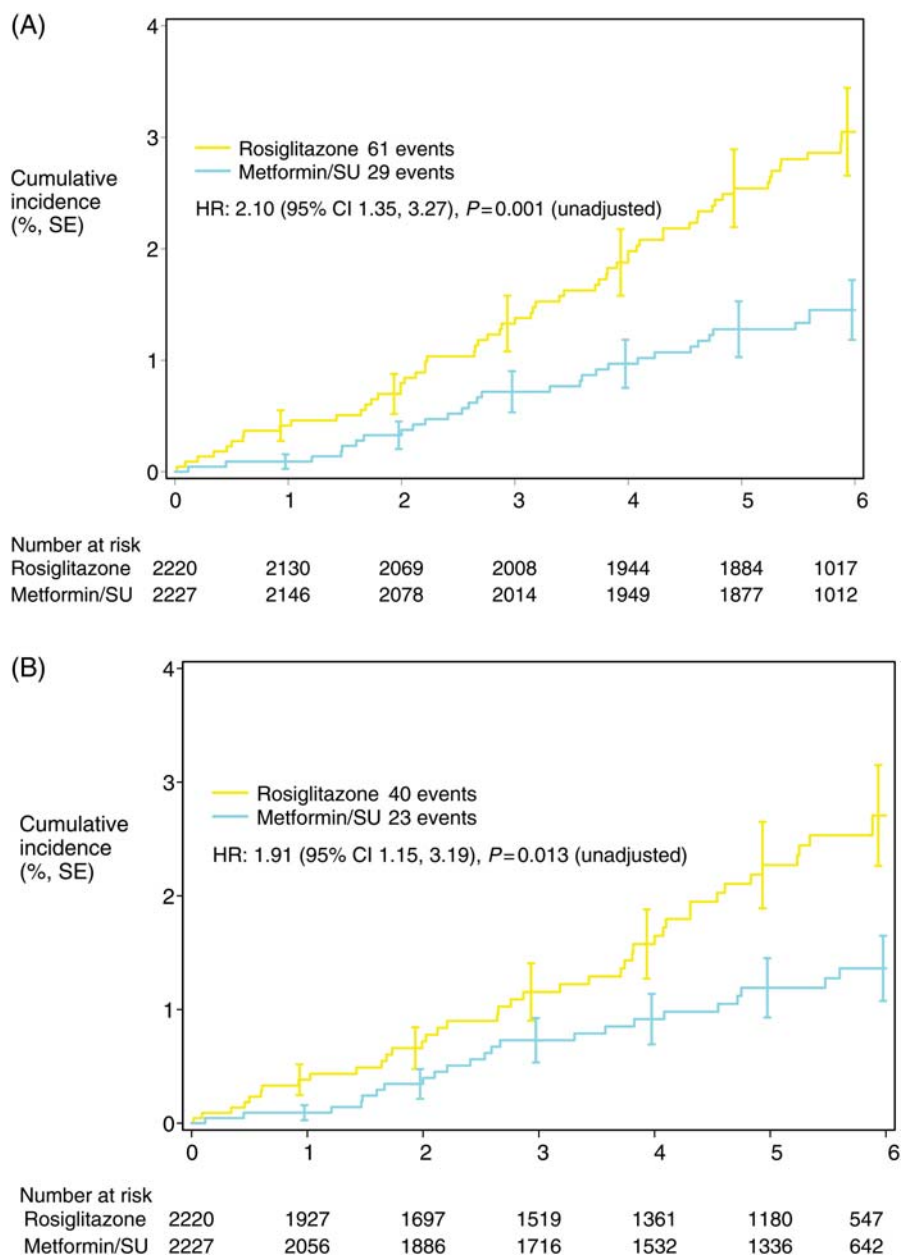 (A)
4
3
2
1
0
Cumulative
incidence
(%, SE)
Rosiglitazone 61 events
Metformin/SU 29 events
HR: 2.10 (95% CI 1.35, 3.27), P=0.001 (unadjusted)
0 1 2 3 4 5 6
Number at risk
Rosiglitazone 2220 2130 2069 2008 1944 1884 1017
Metformin/SU 2227 2146 2078 2014 1949 1877 1012
(B)
4
3
2
1
0
Cumulative
incidence
(%, SE)
Rosiglitazone 40 events
Metformin/SU 23 events
HR: 1.91 (95% CI 1.15, 3.19), P=0.013 (unadjusted)
0 1 2 3 4 5 6
Number at risk
Rosiglitazone 2220 1927 1697 1519 1361 1180 547
Metformin/SU 2227 2056 1886 1716 1532 1336 642